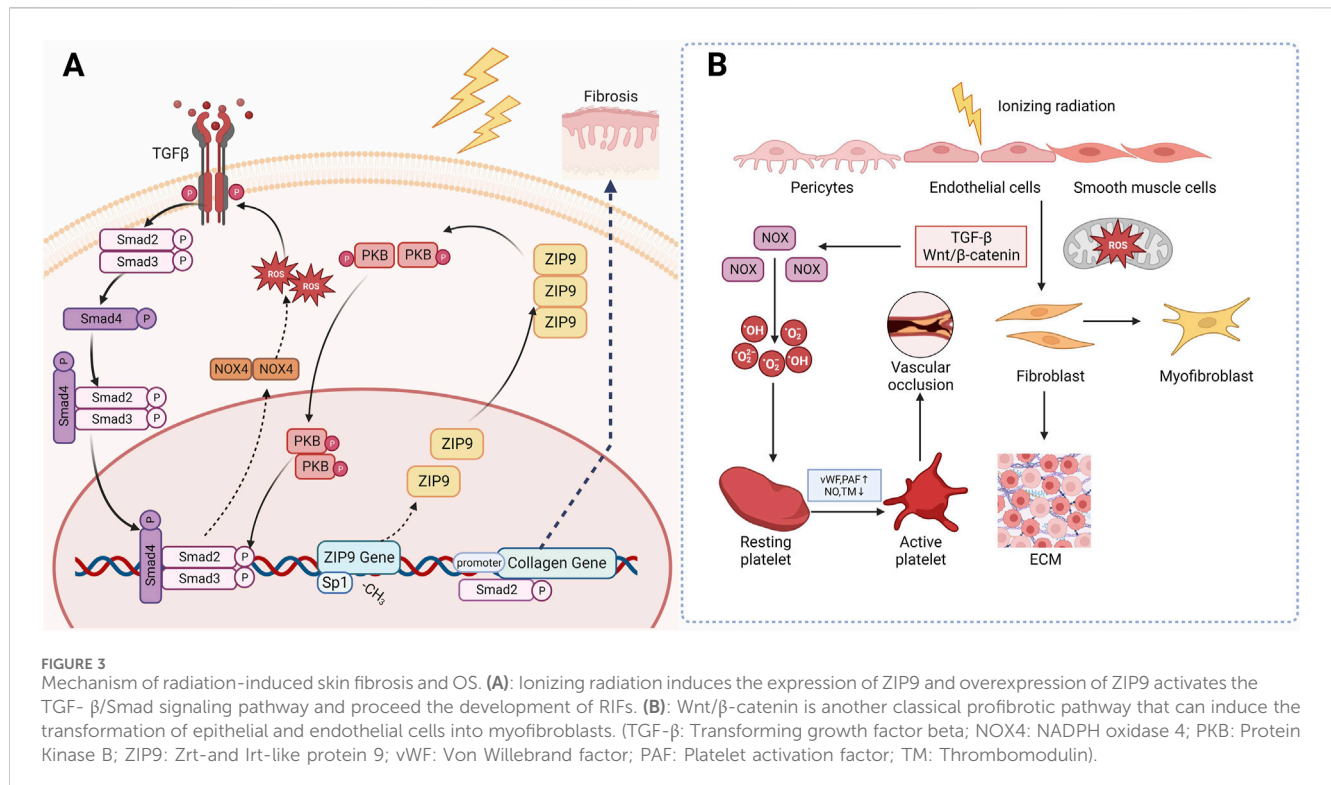 A
TGFβ
P
P
Smad2 P
Smad3 P
Smad4 P
P
Smad4
Smad2 P
Smad3 P
ROS
ROS
NOX4 NOX4
P PKB PKB P
ZIP9
ZIP9
ZIP9
Fibrosis
PKB P
PKB P
ZIP9
ZIP9
P
Smad4
Smad2 P
Smad3 P
ZIP9 Gene
Sp1
-CH₃
promoter
Collagen Gene
Smad2 P
B
Ionizing radiation
Pericytes
Endothelial cells
Smooth muscle cells
NOX
NOX
NOX
TGF-β
Wnt/β-catenin
ROS
•OH
•O₂⁻
•O₂²⁻
•O₂⁻
•OH
Vascular
occlusion
Fibroblast
Myofibroblast
vWF,PAF↑
NO,TM↓
Resting
platelet
Active
platelet
ECM
FIGURE 3
Mechanism of radiation-induced skin fibrosis and OS. (A): Ionizing radiation induces the expression of ZIP9 and overexpression of ZIP9 activates the
TGF- β/Smad signaling pathway and proceed the development of RIFs. (B): Wnt/β-catenin is another classical profibrotic pathway that can induce the
transformation of epithelial and endothelial cells into myofibroblasts. (TGF-β: Transforming growth factor beta; NOX4: NADPH oxidase 4; PKB: Protein
Kinase B; ZIP9: Zrt-and Irt-like protein 9; vWF: Von Willebrand factor; PAF: Platelet activation factor; TM: Thrombomodulin).